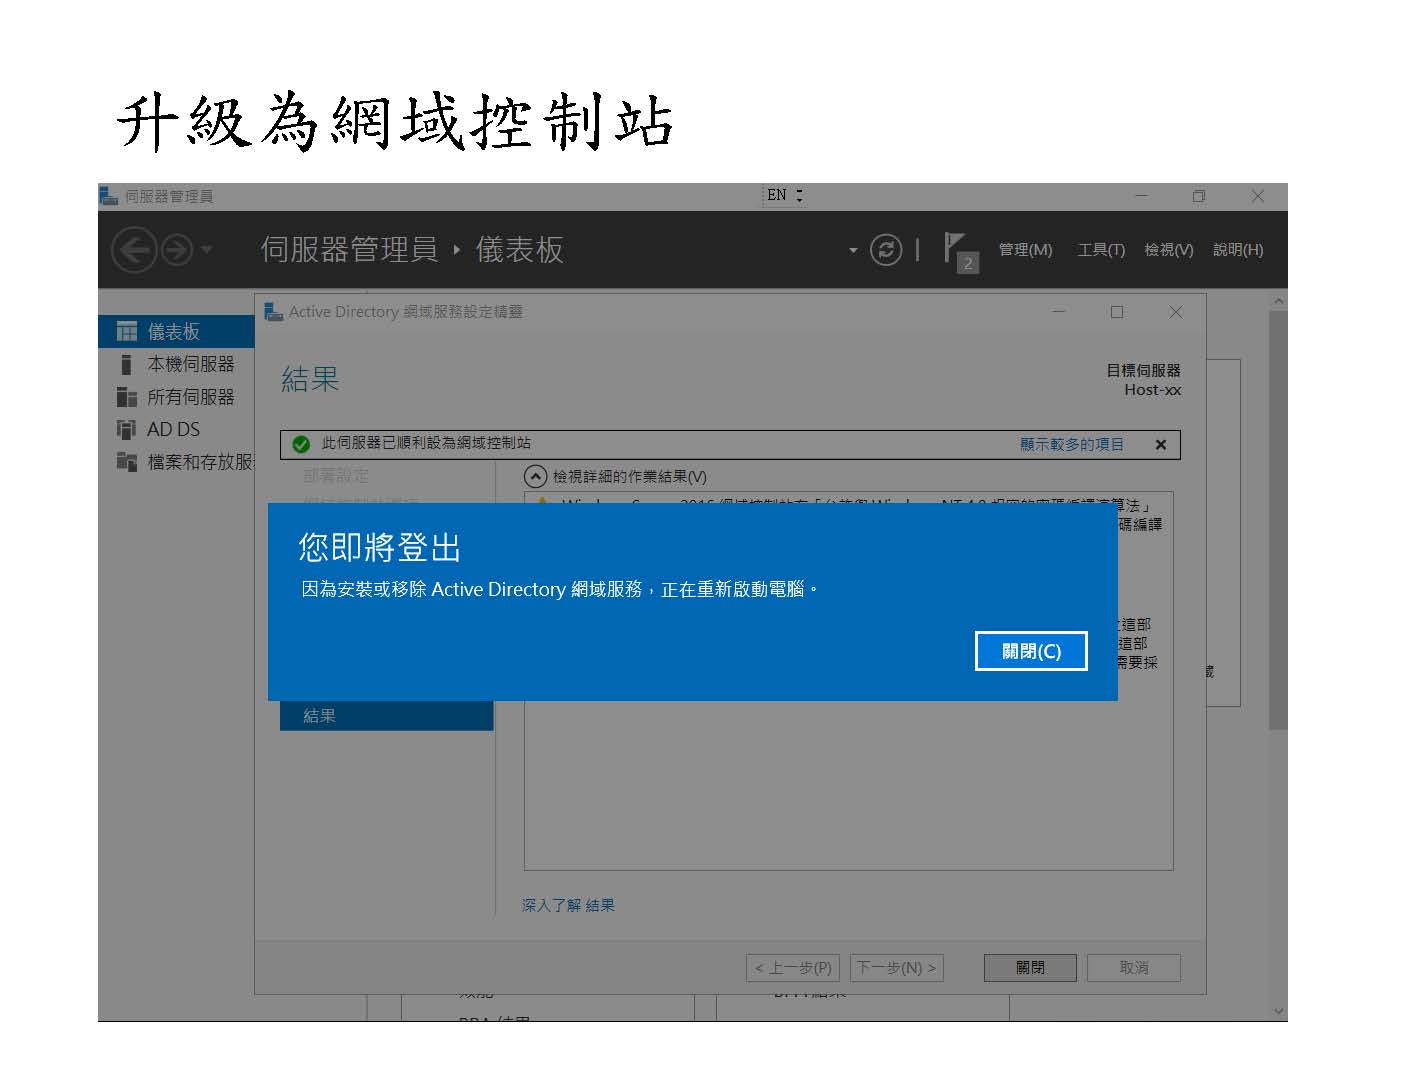 升級為網域控制站
伺服器管理員
EN
伺服器管理員 ‣ 儀表板
2
管理(M) 工具(T) 檢視(V) 說明(H)
儀表板
本機伺服器
所有伺服器
AD DS
檔案和存放服
Active Directory 網域服務設定精靈
結果
目標伺服器
Host-xx
此伺服器已順利設為網域控制站
顯示較多的項目
部署設定
檢視詳細的作業結果(V)
算法」
碼編譯
您即將登出
因為安裝或移除 Active Directory 網域服務，正在重新啟動電腦。
關閉(C)
這部
這部
需要採
結果
深入了解 結果
< 上一步(P) 下一步(N) > 關閉 取消